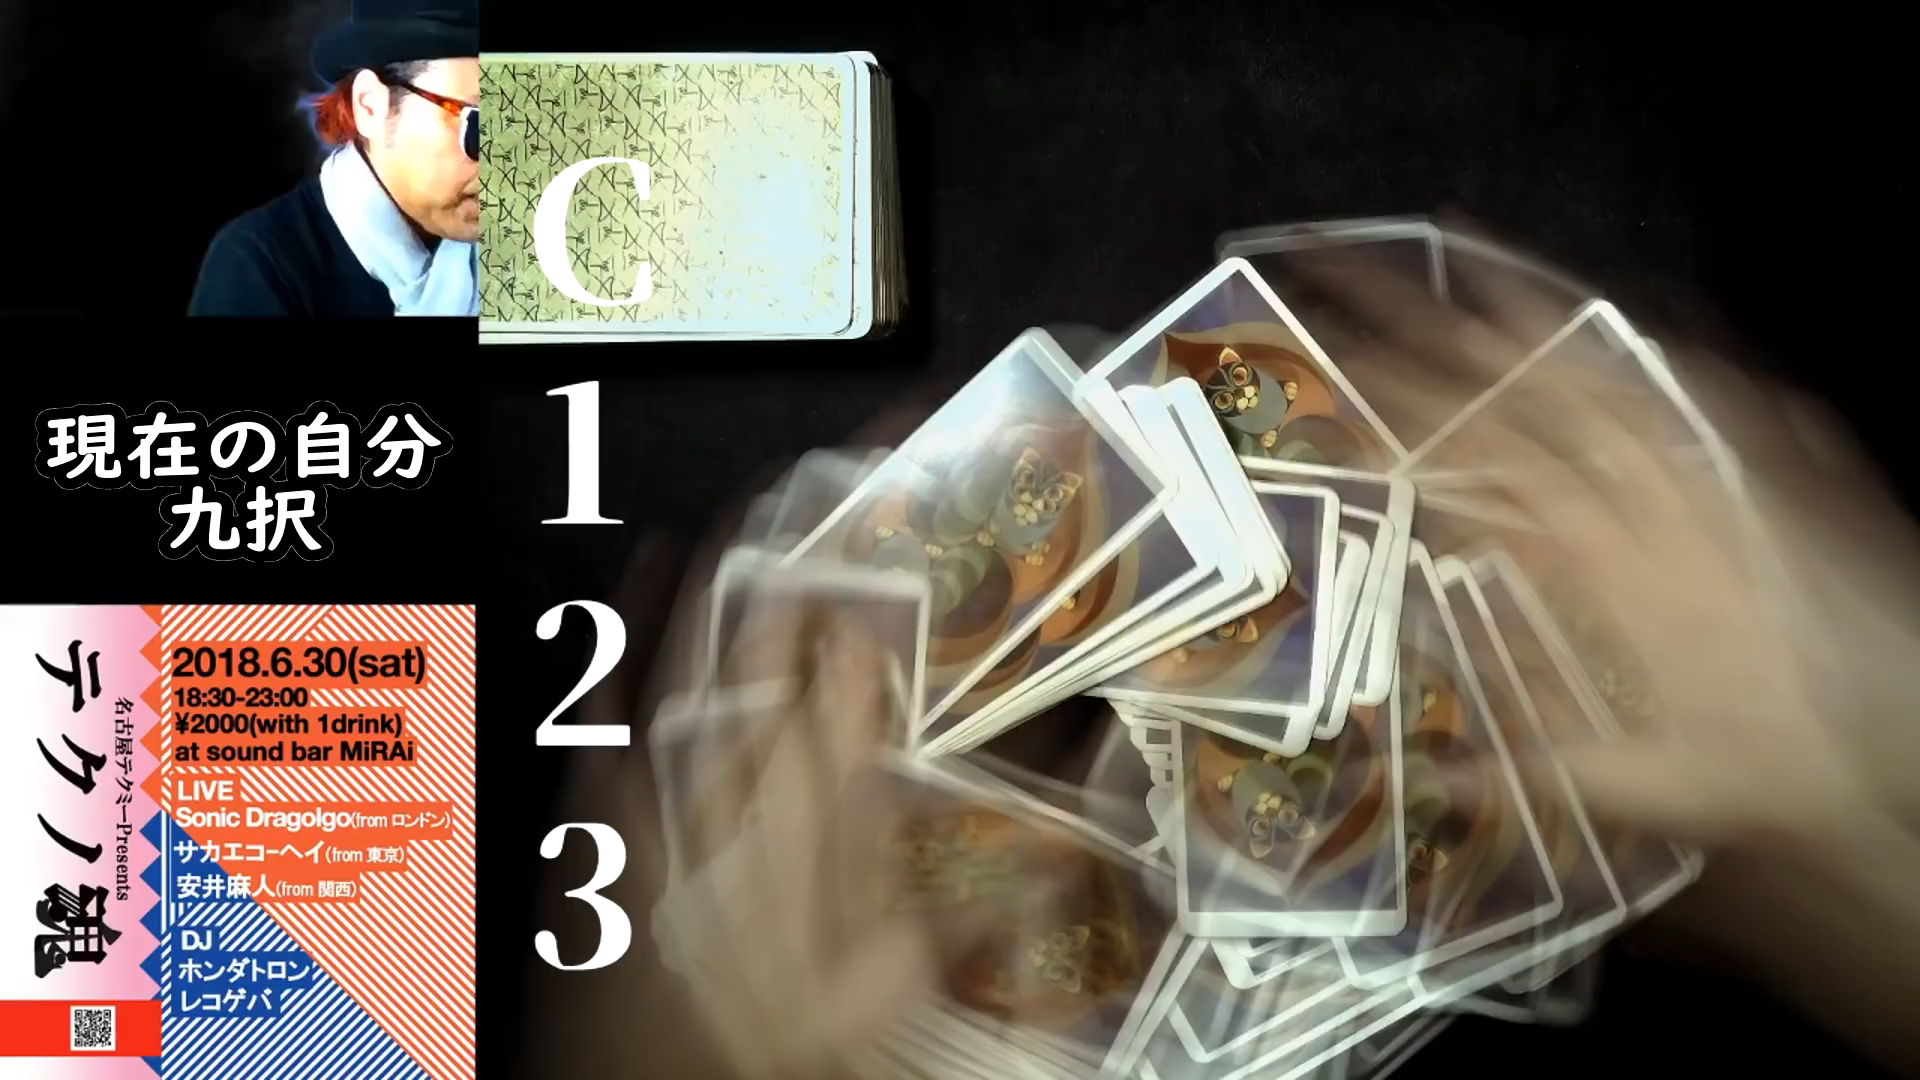 C
1
2
3
現在の自分
九択
テクノ魂
名古屋テクミーPresents
2018.6.30(sat)
18:30-23:00
¥2000(with 1drink)
at sound bar MiRAi
LIVE
Sonic Dragolgo(from ロンドン)
サカエコーヘイ(from 東京)
安井麻人(from 関西)
DJ
ホンダトロン
レコゲバ